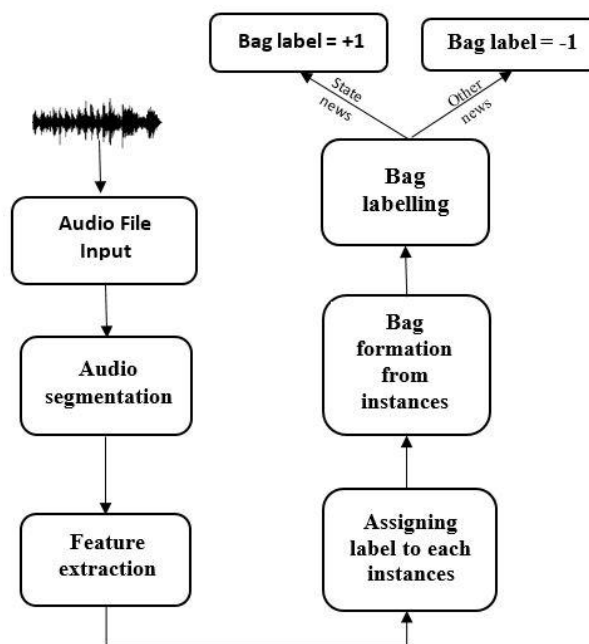 Audio File
Input
Audio
segmentation
Feature
extraction
Assigning
label to each
instances
Bag
formation
from
instances
Bag
labelling
State
news
Other
news
Bag label = +1
Bag label = -1